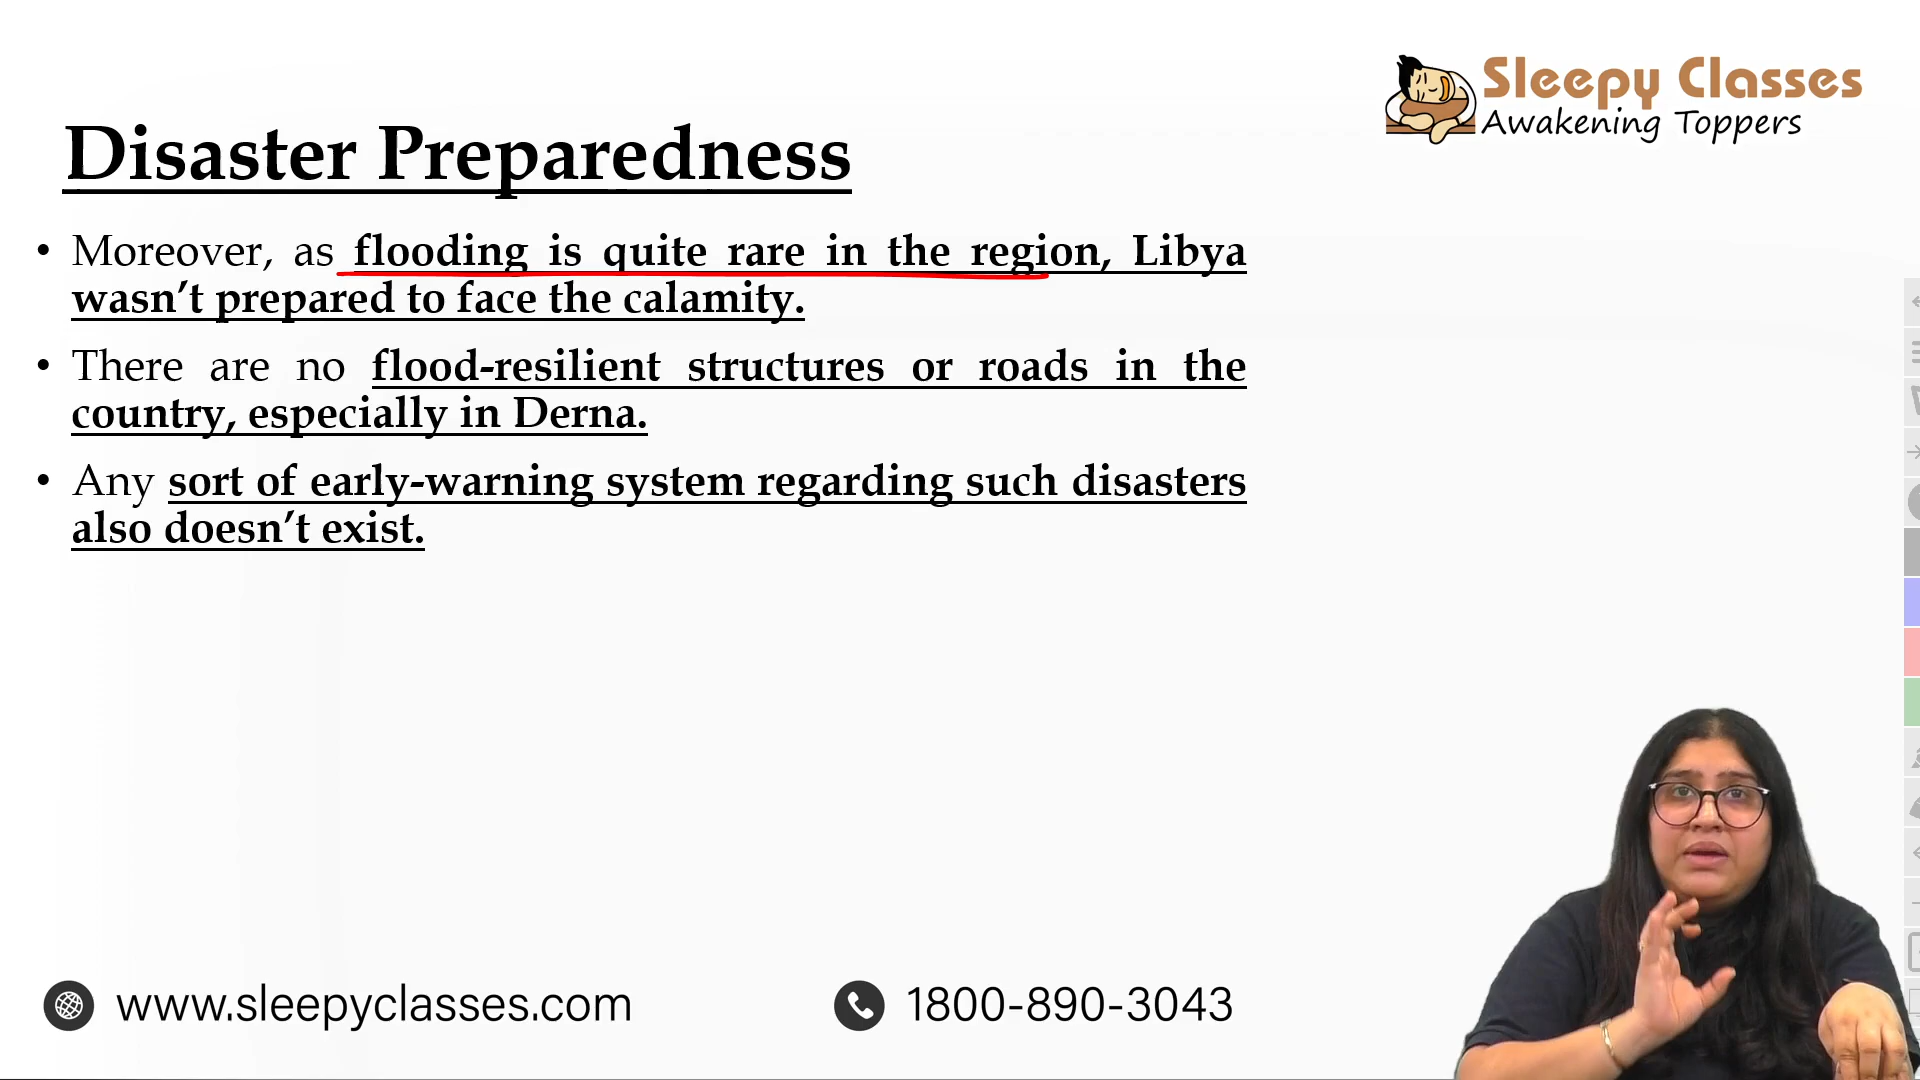 Sleepy Classes
Awakening Toppers
Disaster Preparedness
• Moreover, as flooding is quite rare in the region, Libya
wasn’t prepared to face the calamity.
• There are no flood-resilient structures or roads in the
country, especially in Derna.
• Any sort of early-warning system regarding such disasters
also doesn’t exist.
www.sleepyclasses.com
1800-890-3043